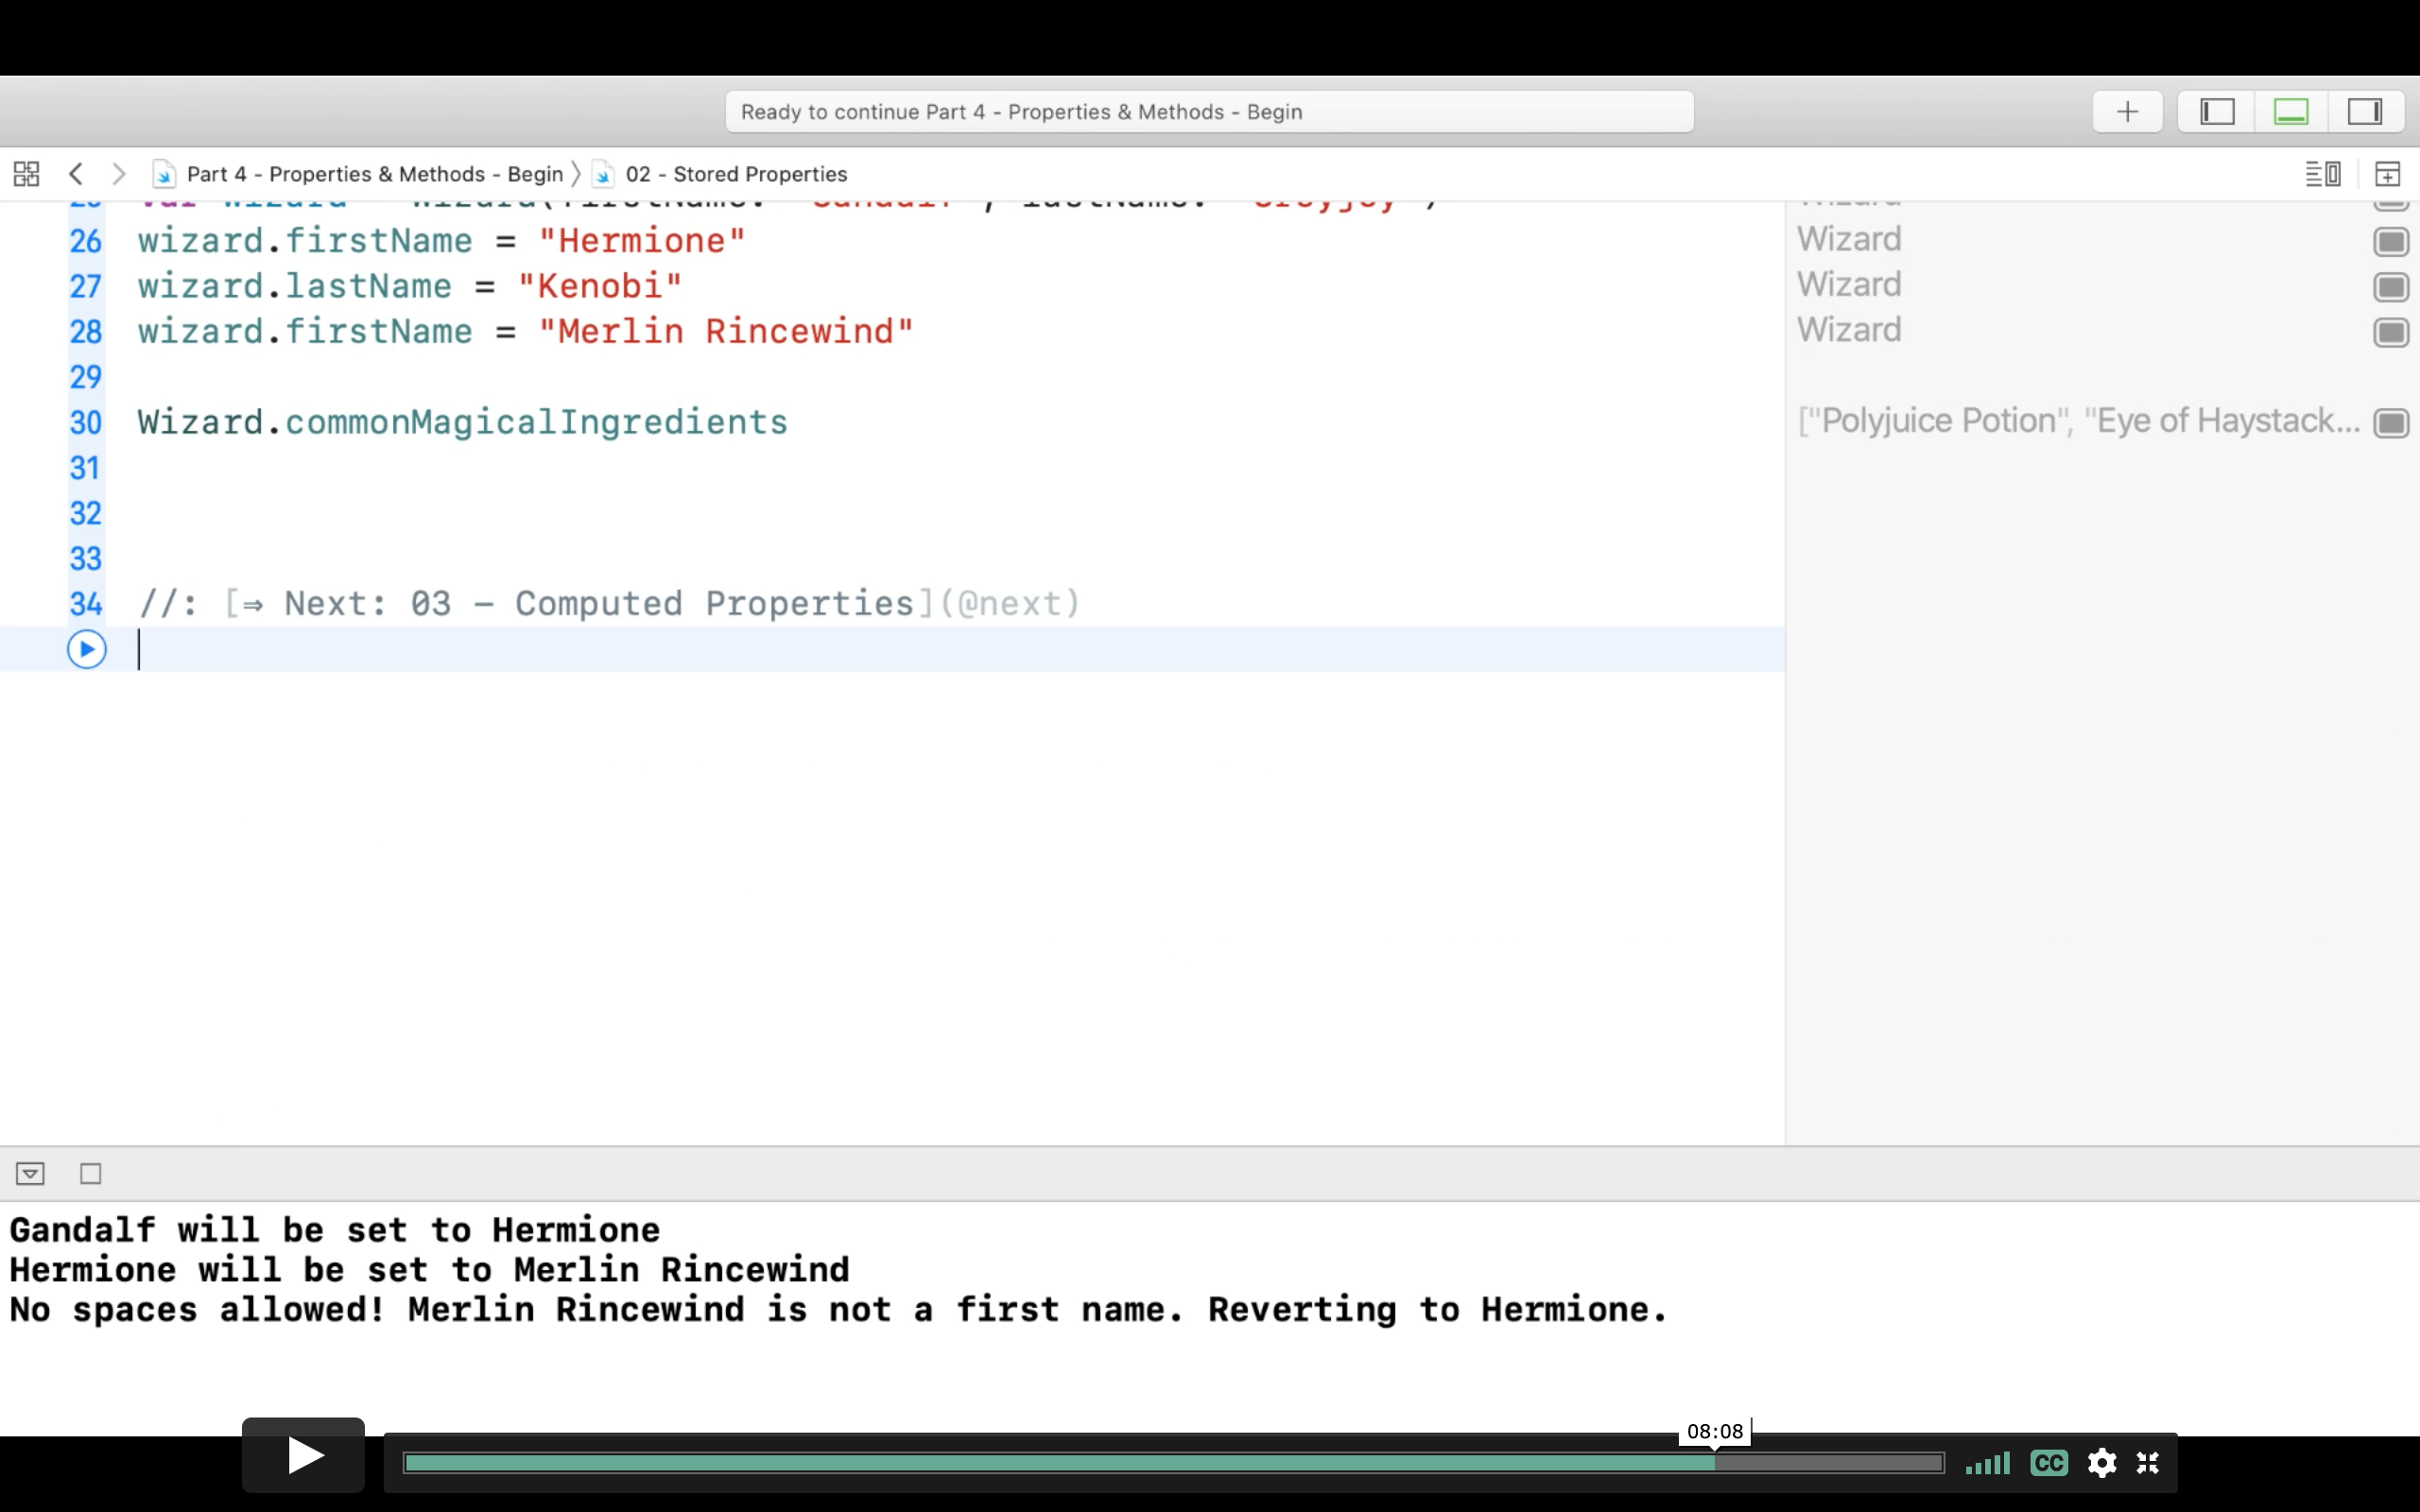 Ready to continue Part 4 - Properties & Methods - Begin
Part 4 - Properties & Methods - Begin 〉 02 - Stored Properties
26 wizard.firstName = "Hermione" Wizard
27 wizard.lastName = "Kenobi" Wizard
28 wizard.firstName = "Merlin Rincewind" Wizard
29
30 Wizard.commonMagicalIngredients ["Polyjuice Potion", "Eye of Haystack...
31
32
33
34 //: [⇒ Next: 03 – Computed Properties](@next)
Gandalf will be set to Hermione
Hermione will be set to Merlin Rincewind
No spaces allowed! Merlin Rincewind is not a first name. Reverting to Hermione.
08:08
CC